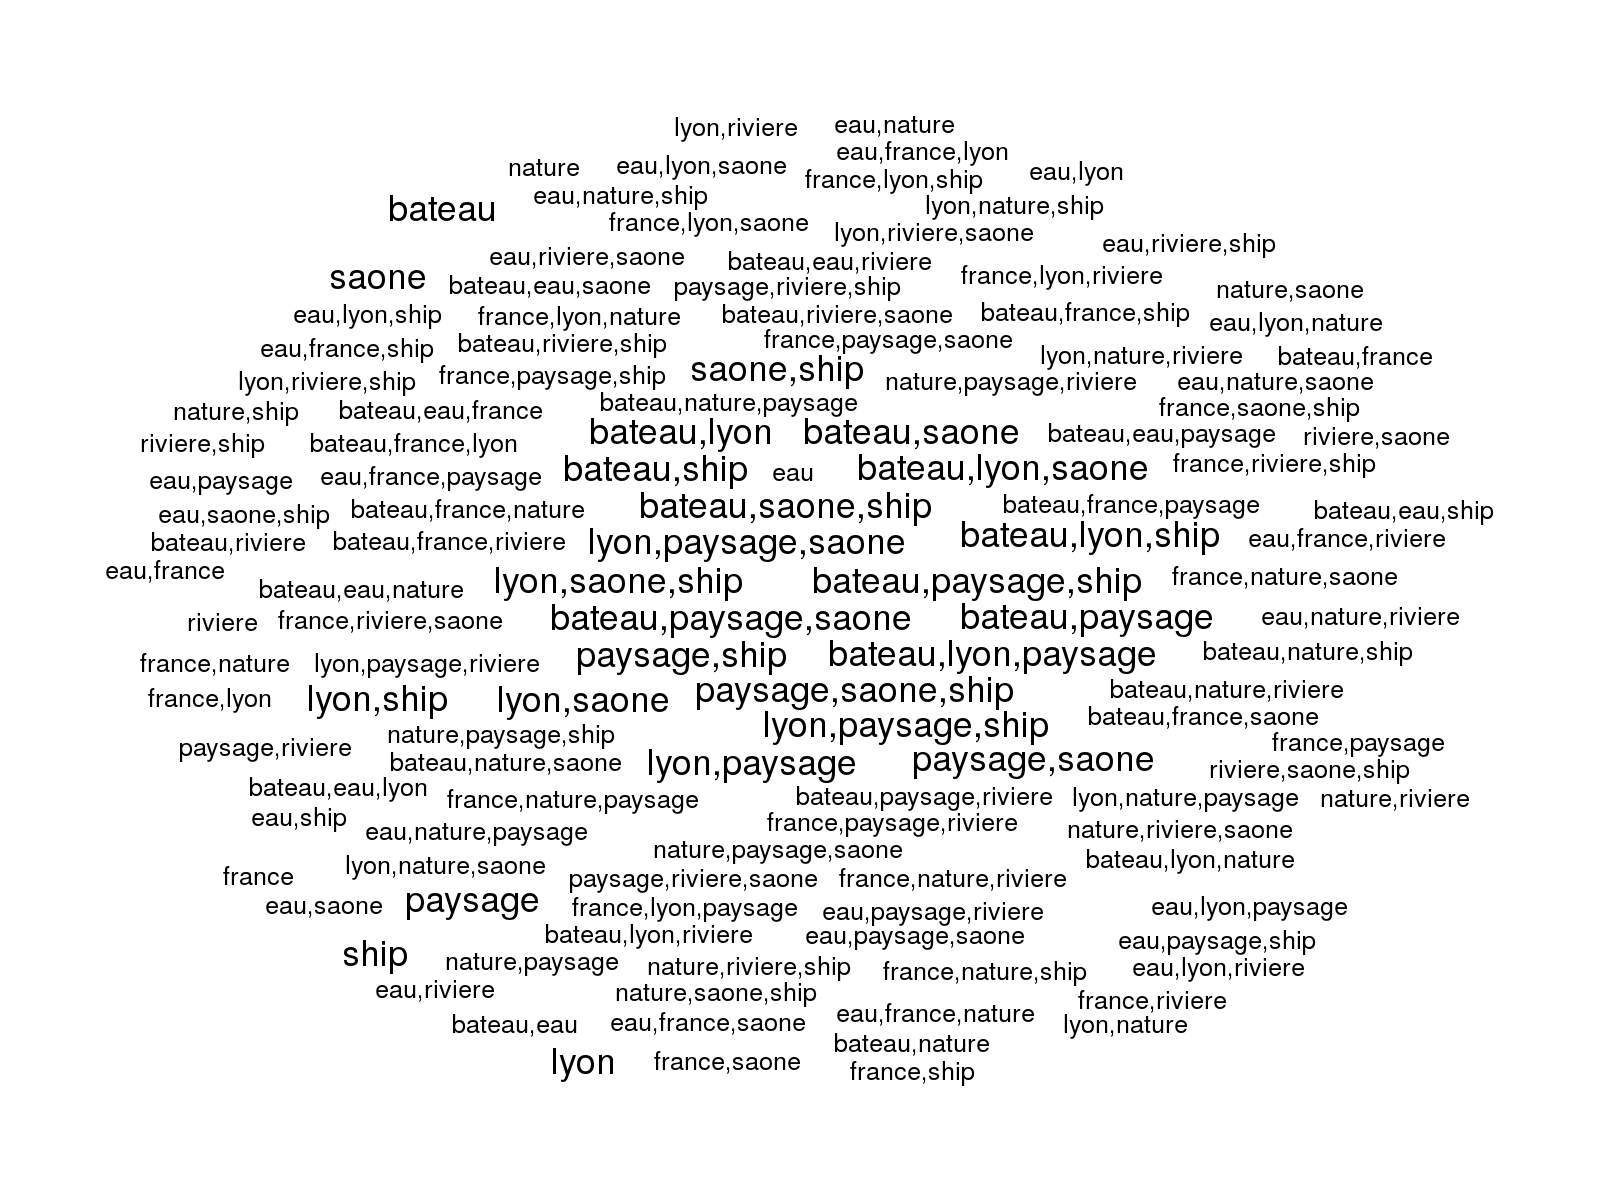 lyon,riviere eau,nature
eau,france,lyon
nature eau,lyon,saone france,lyon,ship eau,lyon
bateau eau,nature,ship lyon,nature,ship
france,lyon,saone lyon,riviere,saone
eau,riviere,ship
eau,riviere,saone bateau,eau,riviere
saone bateau,eau,saone paysage,riviere,ship france,lyon,riviere nature,saone
eau,lyon,ship france,lyon,nature bateau,riviere,saone bateau,france,ship eau,lyon,nature
eau,france,ship bateau,riviere,ship france,paysage,saone lyon,nature,riviere bateau,france
lyon,riviere,ship france,paysage,ship saone,ship nature,paysage,riviere eau,nature,saone
nature,ship bateau,eau,france bateau,nature,paysage france,saone,ship
riviere,ship bateau,france,lyon bateau,lyon bateau,saone bateau,eau,paysage riviere,saone
eau,paysage eau,france,paysage bateau,ship eau bateau,lyon,saone france,riviere,ship
eau,saone,ship bateau,france,nature bateau,saone,ship bateau,france,paysage bateau,eau,ship
bateau,riviere bateau,france,riviere lyon,paysage,saone bateau,lyon,ship eau,france,riviere
eau,france bateau,eau,nature lyon,saone,ship bateau,paysage,ship france,nature,saone
riviere france,riviere,saone bateau,paysage,saone bateau,paysage eau,nature,riviere
france,nature lyon,paysage,riviere paysage,ship bateau,lyon,paysage bateau,nature,ship
france,lyon lyon,ship lyon,saone paysage,saone,ship bateau,nature,riviere
lyon,paysage,ship bateau,france,saone
paysage,riviere nature,paysage,ship france,paysage
bateau,nature,saone lyon,paysage paysage,saone riviere,saone,ship
bateau,eau,lyon france,nature,paysage bateau,paysage,riviere lyon,nature,paysage nature,riviere
eau,ship eau,nature,paysage france,paysage,riviere nature,riviere,saone
nature,paysage,saone bateau,lyon,nature
france lyon,nature,saone paysage,riviere,saone france,nature,riviere
eau,saone paysage france,lyon,paysage eau,paysage,riviere eau,lyon,paysage
bateau,lyon,riviere eau,paysage,saone eau,paysage,ship
ship nature,paysage nature,riviere,ship france,nature,ship eau,lyon,riviere
eau,riviere nature,saone,ship france,riviere
bateau,eau eau,france,saone eau,france,nature lyon,nature
bateau,nature
lyon france,saone france,ship